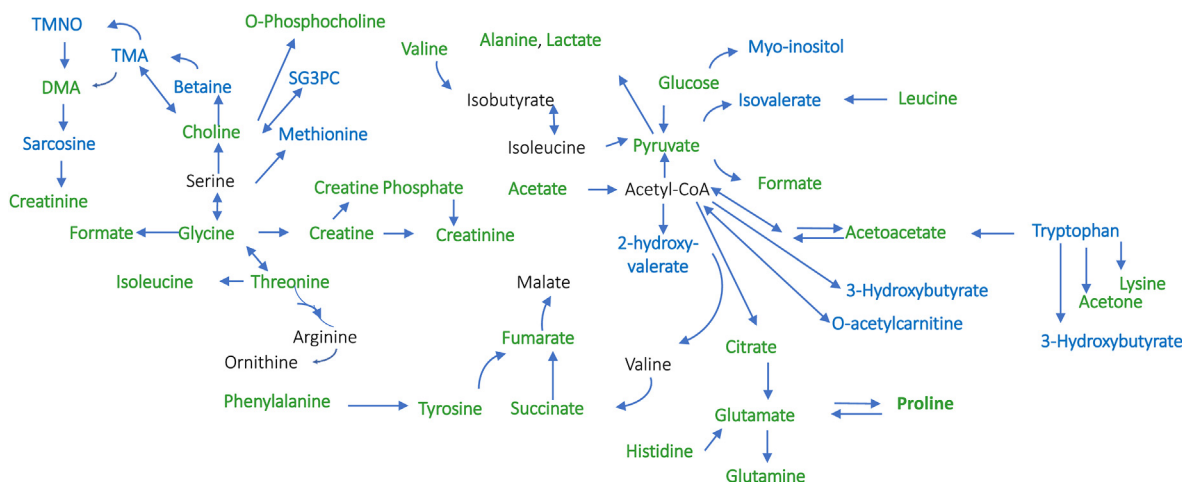 TMNO
O-Phosphocholine
Valine
Alanine, Lactate
Myo-inositol
TMA
DMA
Betaine
SG3PC
Glucose
Isobutyrate
Isovalerate
Leucine
Choline
Methionine
Sarcosine
Isoleucine
Pyruvate
Serine
Creatine Phosphate
Acetate
Acetyl-CoA
Formate
Creatinine
Formate
Glycine
Creatine
Creatinine
2-hydroxy-
valerate
Acetoacetate
Tryptophan
Isoleucine
Threonine
Malate
3-Hydroxybutyrate
Lysine
Acetone
O-acetylcarnitine
Arginine
Fumarate
Citrate
3-Hydroxybutyrate
Ornithine
Valine
Phenylalanine
Tyrosine
Succinate
Glutamate
Proline
Histidine
Glutamine